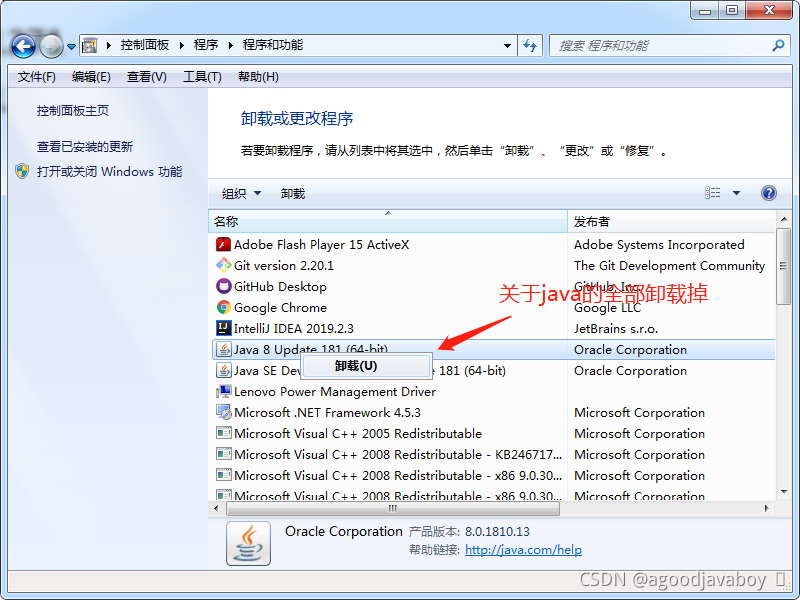 控制面板 程序 程序和功能
搜索 程序和功能
文件(F) 编辑(E) 查看(V) 工具(T) 帮助(H)
控制面板主页
查看已安装的更新
打开或关闭 Windows 功能
卸载或更改程序
若要卸载程序，请从列表中将其选中，然后单击“卸载”、“更改”或“修复”。
组织 卸载
名称 发布者
Adobe Flash Player 15 ActiveX Adobe Systems Incorporated
Git version 2.20.1 The Git Development Community
GitHub Desktop GitHub, Inc.
关于java的全部卸载掉
Google Chrome Google LLC
IntelliJ IDEA 2019.2.3 JetBrains s.r.o.
Java 8 Update 181 (64-bit) Oracle Corporation
卸载(U)
Java SE Dev e 181 (64-bit) Oracle Corporation
Lenovo Power Management Driver
Microsoft .NET Framework 4.5.3 Microsoft Corporation
Microsoft Visual C++ 2005 Redistributable Microsoft Corporation
Microsoft Visual C++ 2008 Redistributable - KB246717... Microsoft Corporation
Microsoft Visual C++ 2008 Redistributable - x86 9.0.30... Microsoft Corporation
Microsoft Visual C++ 2008 Redistributable - x86 9.0.30... Microsoft Corporation
Oracle Corporation 产品版本: 8.0.1810.13
帮助链接: http://java.com/help
CSDN @agoodjavaboy